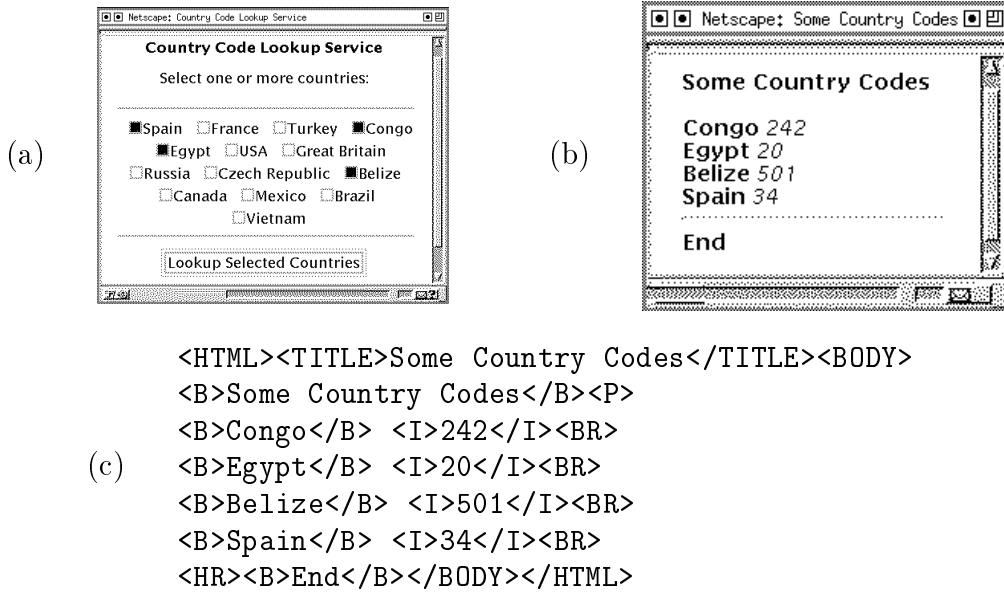 (a)
Netscape: Country Code Lookup Service
Country Code Lookup Service
Select one or more countries:
Spain France Turkey Congo
Egypt USA Great Britain
Russia Czech Republic Belize
Canada Mexico Brazil
Vietnam
Lookup Selected Countries
(b)
Netscape: Some Country Codes
Some Country Codes
Congo 242
Egypt 20
Belize 501
Spain 34
End
(c)
<HTML><TITLE>Some Country Codes</TITLE><BODY>
<B>Some Country Codes</B><P>
<B>Congo</B> <I>242</I><BR>
<B>Egypt</B> <I>20</I><BR>
<B>Belize</B> <I>501</I><BR>
<B>Spain</B> <I>34</I><BR>
<HR><B>End</B></BODY></HTML>